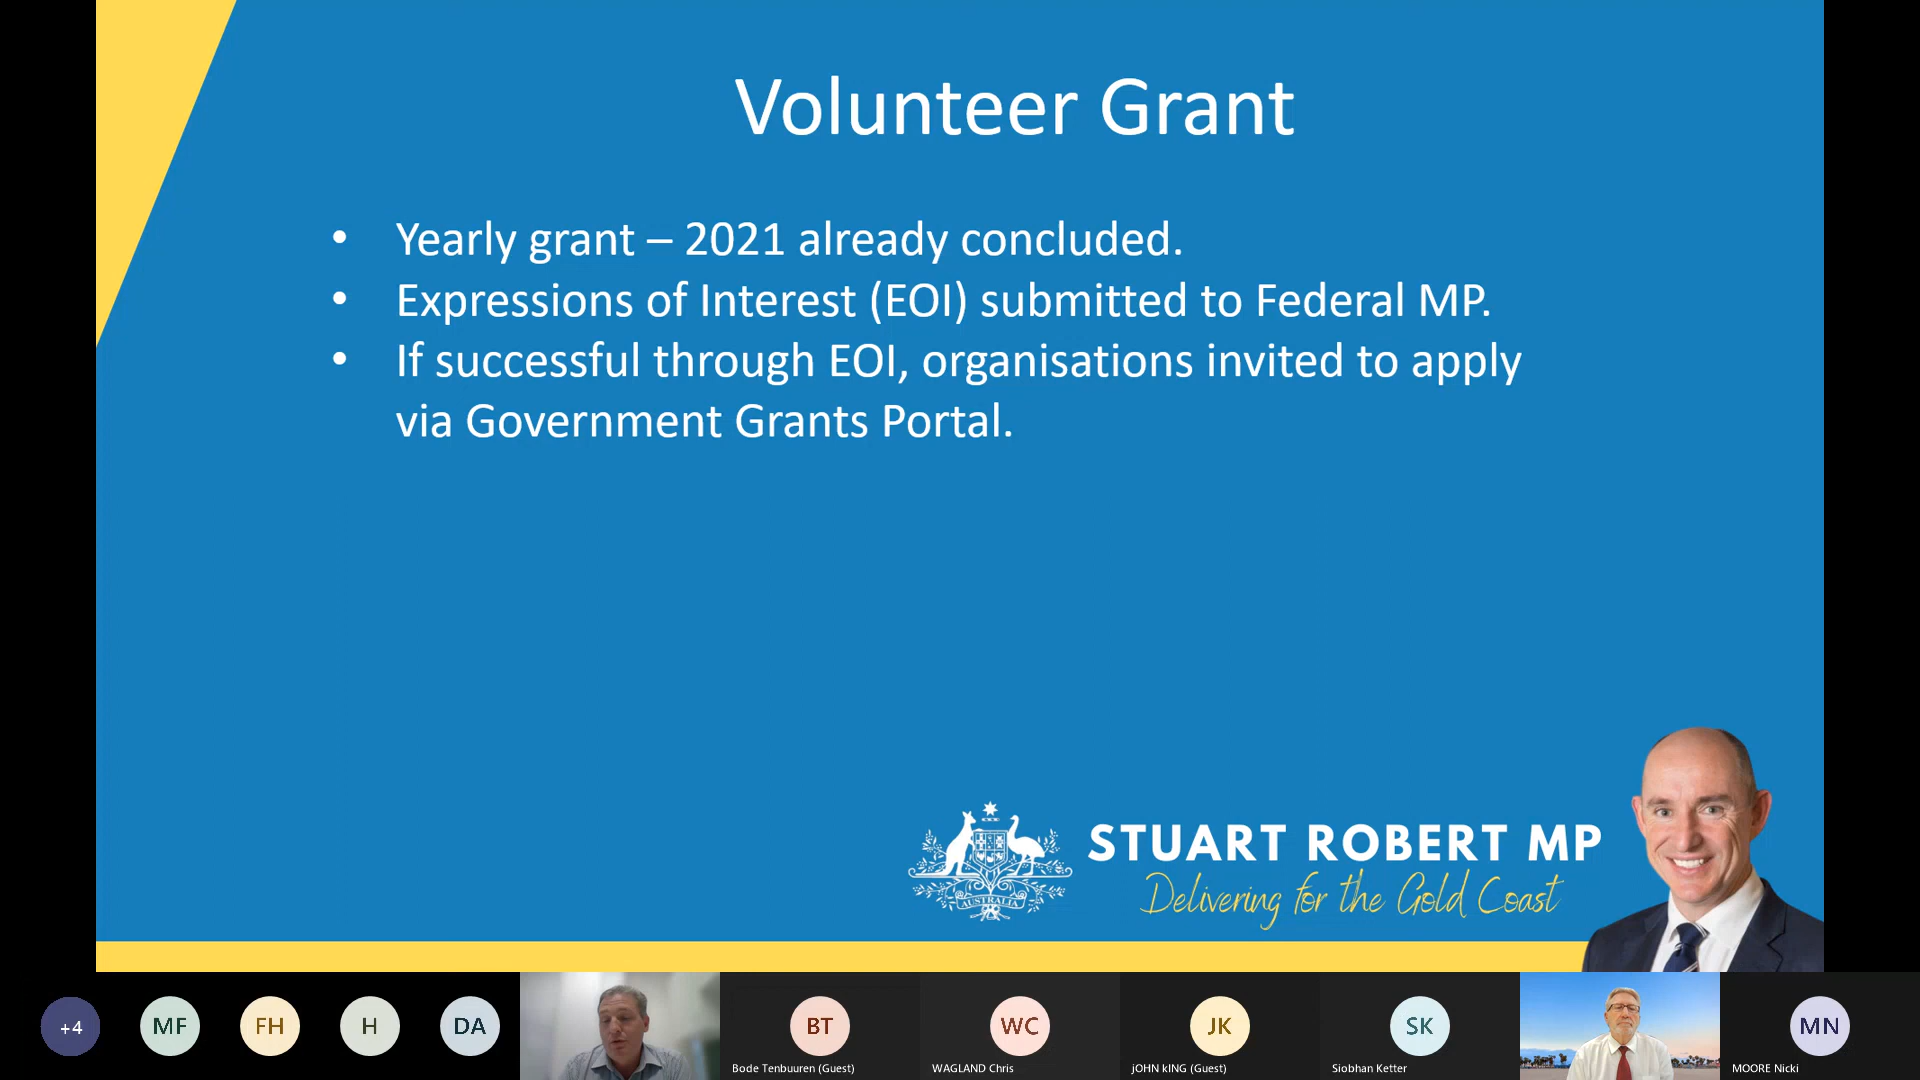 Volunteer Grant
• Yearly grant – 2021 already concluded.
• Expressions of Interest (EOI) submitted to Federal MP.
• If successful through EOI, organisations invited to apply
via Government Grants Portal.
AUSTRALIA
STUART ROBERT MP
Delivering for the Gold Coast
+4
MF
FH
H
DA
BT
Bode Tenbuuren (Guest)
WC
WAGLAND Chris
JK
jOHN kING (Guest)
SK
Siobhan Ketter
MN
MOORE Nicki